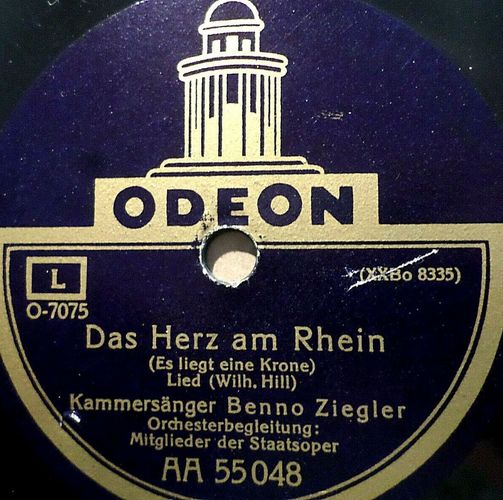 ODEON
L
(XXBo 8335)
O-7075
Das Herz am Rhein
(Es liegt eine Krone)
Lied (Wilh. Hill)
Kammersänger Benno Ziegler
Orchesterbegleitung:
Mitglieder der Staatsoper
AA 55048